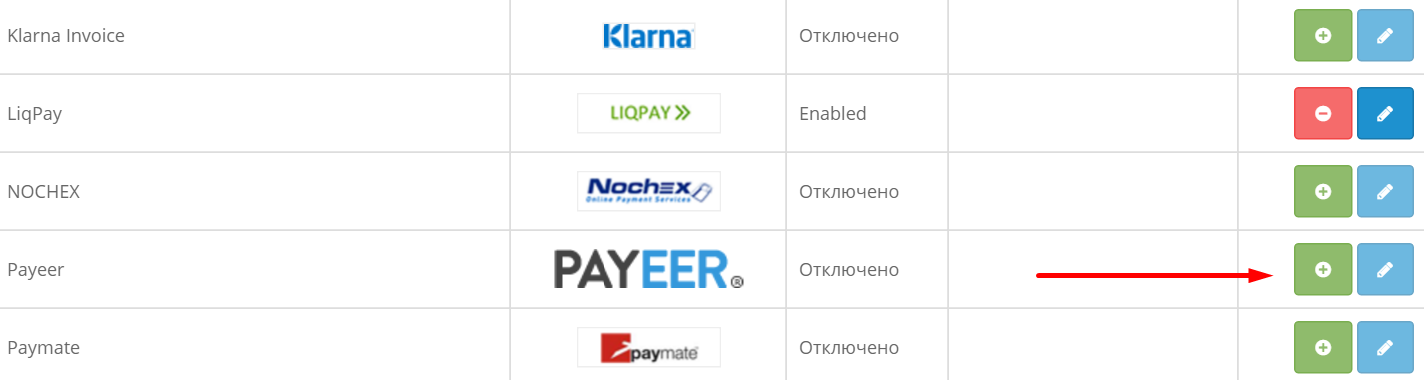 Klarna Invoice Klarna Отключено
LiqPay LIQPAY Enabled
NOCHEX Nochex Отключено
Online Payment Services
Payeer PAYEER® Отключено
Paymate paymate Отключено